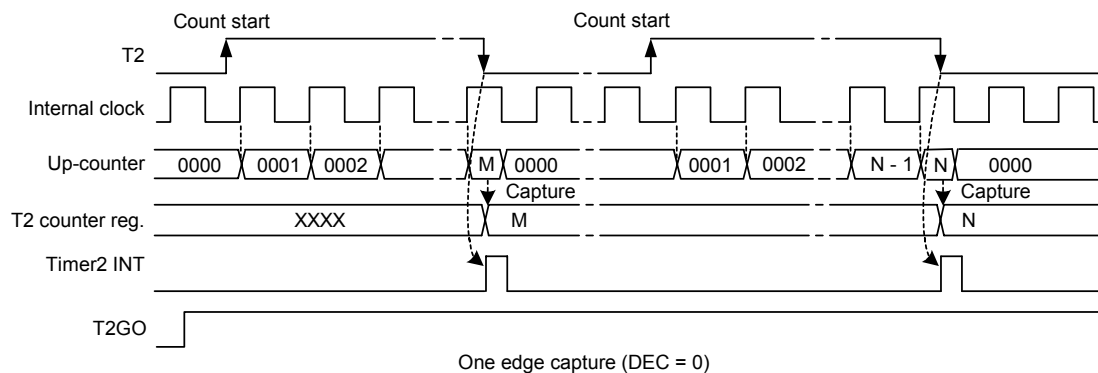 Count start Count start
T2
Internal clock
Up-counter 0000 0001 0002 M 0000 0001 0002 N - 1 N 0000
Capture Capture
T2 counter reg. XXXX M N
Timer2 INT
T2GO
One edge capture (DEC = 0)